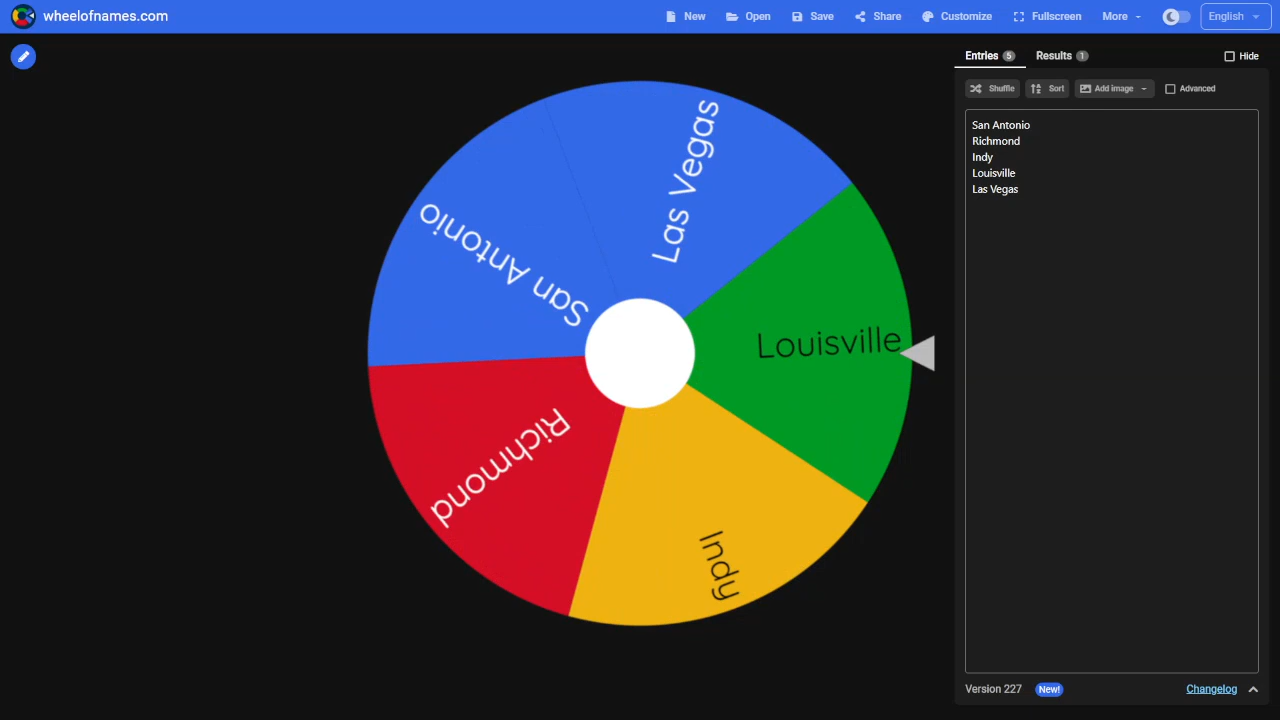 wheelofnames.com
New
Open
Save
Share
Customize
Fullscreen
More
English
Entries 5
Results 1
Hide
Shuffle
Sort
Add image
Advanced
San Antonio
Richmond
Indy
Louisville
Las Vegas
Las Vegas
San Antonio
Louisville
Richmond
Indy
Version 227
New!
Changelog